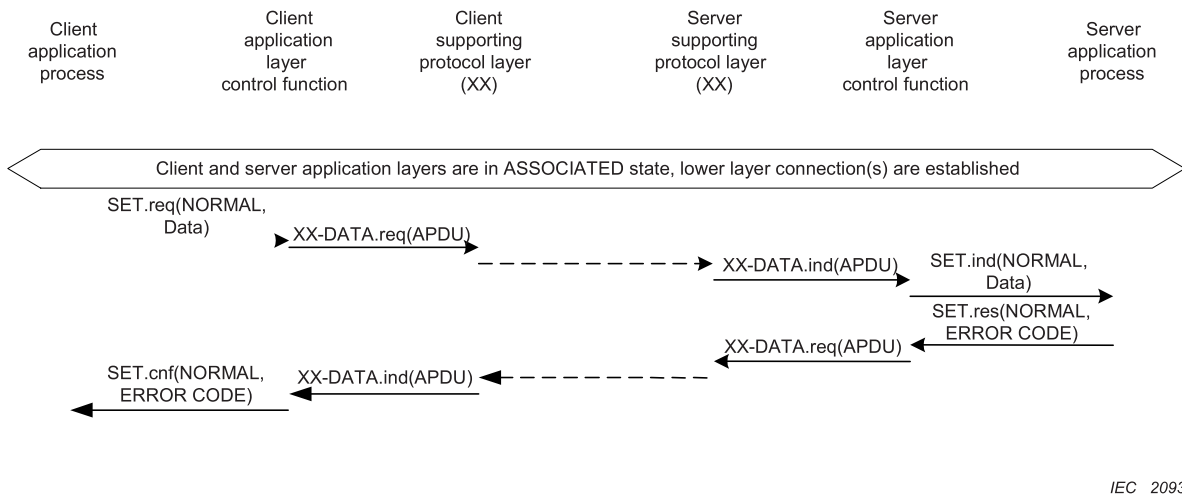 Client
application
process
Client
application
layer
control function
Client
supporting
protocol layer
(XX)
Server
supporting
protocol layer
(XX)
Server
application
layer
control function
Server
application
process
Client and server application layers are in ASSOCIATED state, lower layer connection(s) are established
SET.req(NORMAL,
Data)
XX-DATA.req(APDU)
XX-DATA.ind(APDU)
SET.ind(NORMAL,
Data)
SET.res(NORMAL,
ERROR CODE)
XX-DATA.req(APDU)
XX-DATA.ind(APDU)
SET.cnf(NORMAL,
ERROR CODE)
IEC 2093